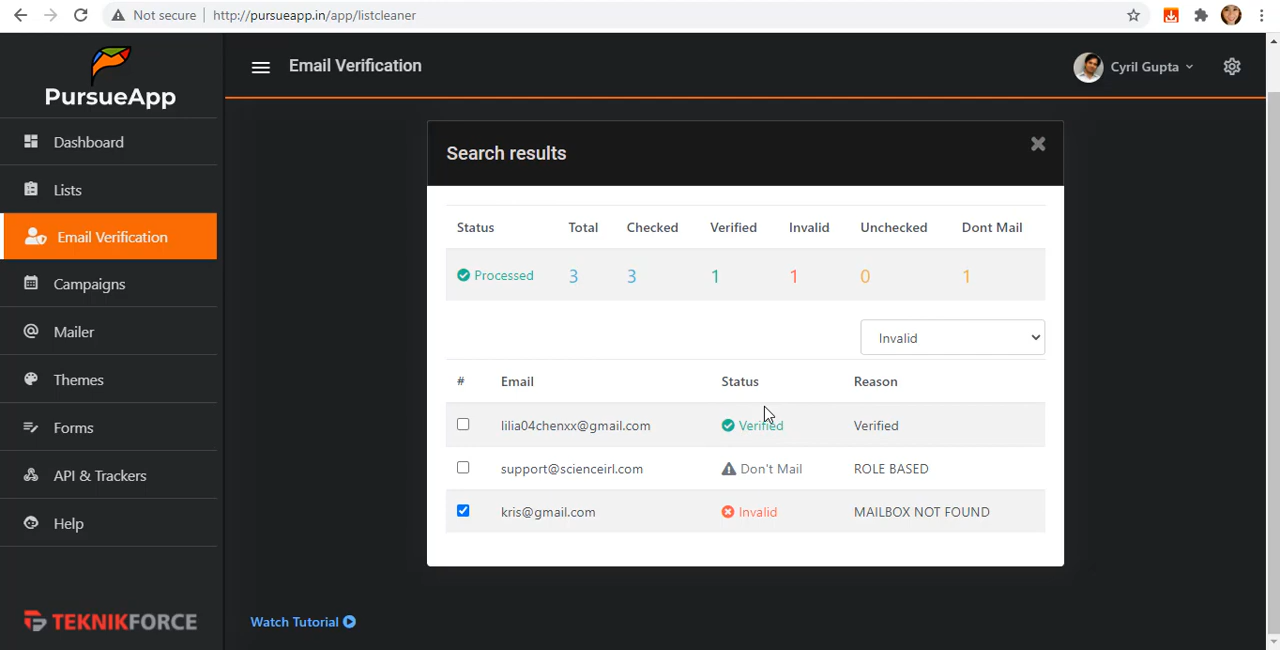 Not secure | http://pursueapp.in/app/listcleaner
PursueApp
Email Verification
Cyril Gupta
Dashboard
Lists
Email Verification
Campaigns
Mailer
Themes
Forms
API & Trackers
Help
TEKNIKFORCE
Search results
Status Total Checked Verified Invalid Unchecked Dont Mail
Processed 3 3 1 1 0 1
Invalid
# Email Status Reason
lilia04chenxx@gmail.com Verified Verified
support@scienceirl.com Don't Mail ROLE BASED
kris@gmail.com Invalid MAILBOX NOT FOUND
Watch Tutorial